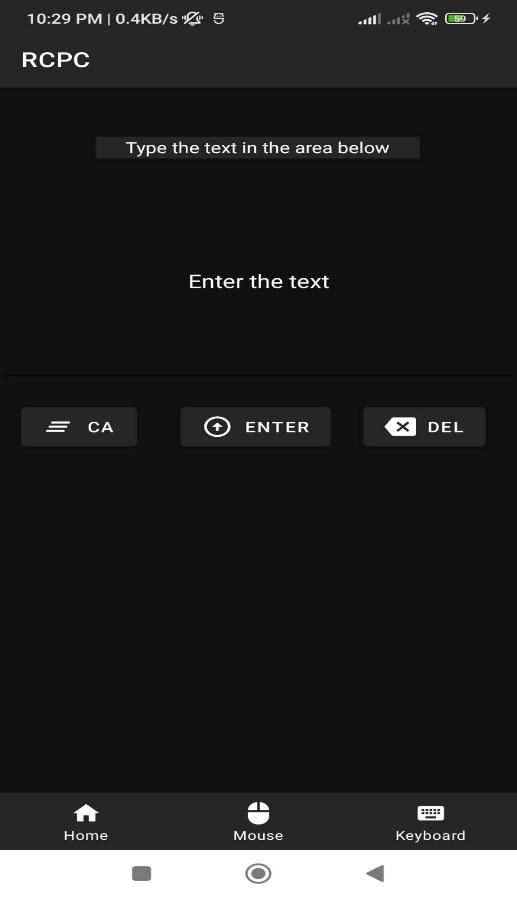 10:29 PM | 0.4KB/s 59
RCPC
Type the text in the area below
Enter the text
CA ENTER DEL
Home Mouse Keyboard